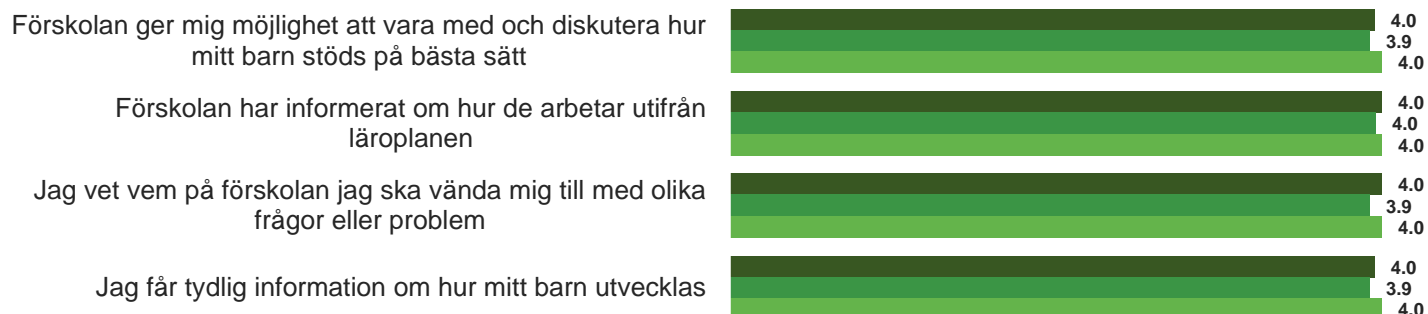 Förskolan ger mig möjlighet att vara med och diskutera hur
mitt barn stöds på bästa sätt
4.0
3.9
4.0
Förskolan har informerat om hur de arbetar utifrån
läroplanen
4.0
4.0
4.0
Jag vet vem på förskolan jag ska vända mig till med olika
frågor eller problem
4.0
3.9
4.0
Jag får tydlig information om hur mitt barn utvecklas
4.0
3.9
4.0